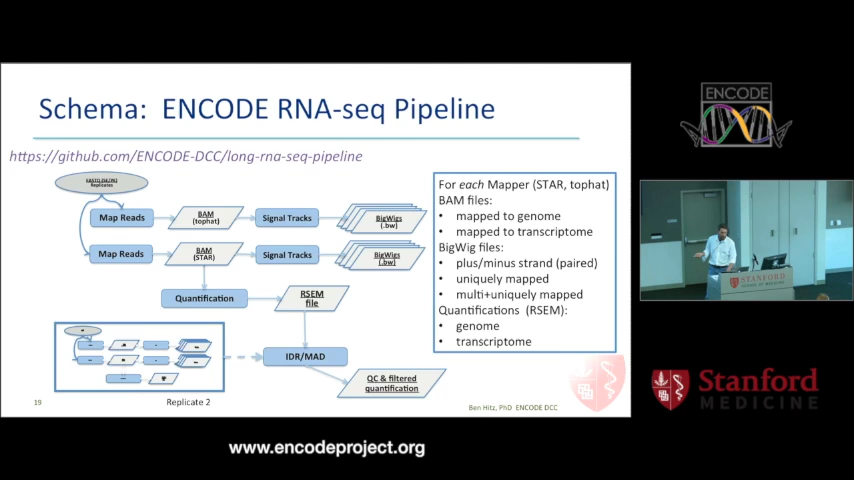 Schema: ENCODE RNA-seq Pipeline
https://github.com/ENCODE-DCC/long-rna-seq-pipeline
Replicates
Map Reads
BAM
(tophat)
Signal Tracks
BigWigs
(.bw)
Map Reads
BAM
(STAR)
Signal Tracks
BigWigs
(.bw)
Quantification
RSEM
file
IDR/MAD
QC & filtered
quantification
Replicate 2
For each Mapper (STAR, tophat)
BAM files:
• mapped to genome
• mapped to transcriptome
BigWig files:
• plus/minus strand (paired)
• uniquely mapped
• multi+uniquely mapped
Quantifications (RSEM):
• genome
• transcriptome
19
Ben Hitz, PhD ENCODE DCC
ENCODE
STANFORD
SCHOOL OF MEDICINE
Stanford
MEDICINE
www.encodeproject.org